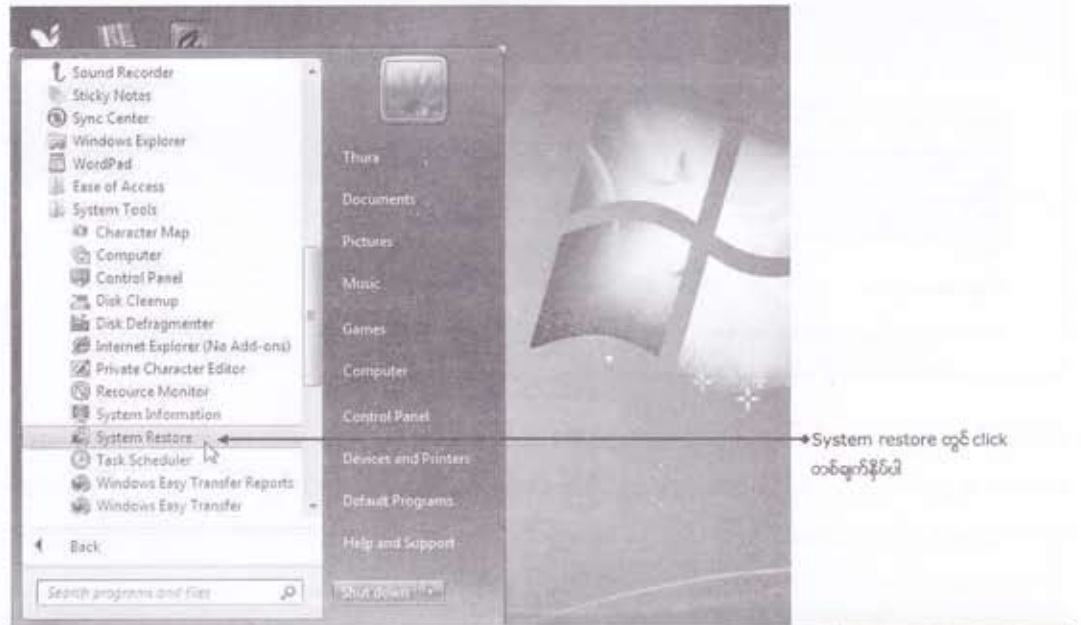 Sound Recorder
Sticky Notes
Sync Center
Windows Explorer
WordPad
Ease of Access
System Tools
Character Map
Computer
Control Panel
Disk Cleanup
Disk Defragmenter
Internet Explorer (No Add-ons)
Private Character Editor
Resource Monitor
System Information
System Restore
Task Scheduler
Windows Easy Transfer Reports
Windows Easy Transfer
Back
Search programs and files
Thura
Documents
Pictures
Music
Games
Computer
Control Panel
Devices and Printers
Default Programs
Help and Support
Shut down
System restore တွင် click
တစ်ချက်နှိပ်ပါ